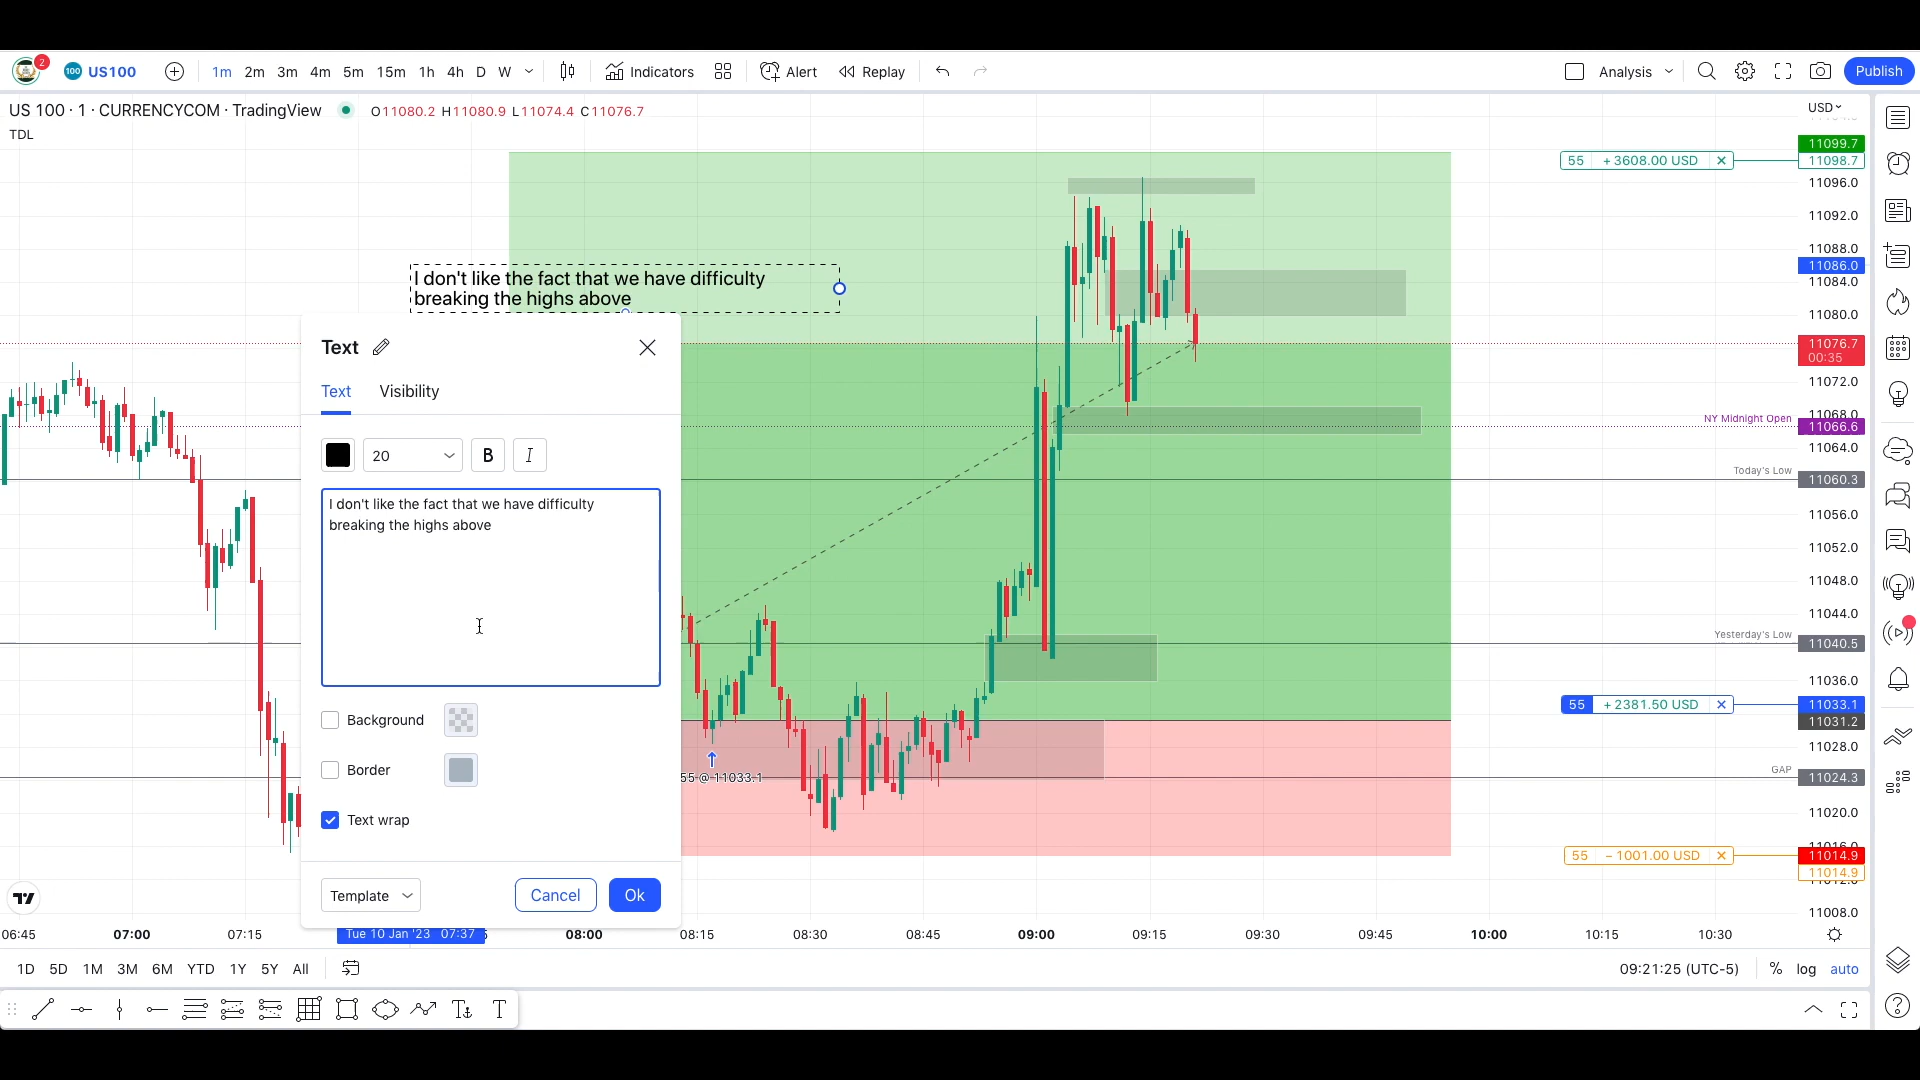 2
100 US100
1m 2m 3m 4m 5m 15m 1h 4h D W
Indicators
Alert
Replay
Analysis
Publish
US 100 · 1 · CURRENCYCOM · TradingView
O11080.2 H11080.9 L11074.4 C11076.7
TDL
USD
11099.7
55 + 3608.00 USD
11098.7
11096.0
11092.0
11088.0
11086.0
11084.0
11080.0
11076.7
00:35
11072.0
11068.0
NY Midnight Open 11066.6
11064.0
Today's Low 11060.3
11056.0
11052.0
11048.0
11044.0
Yesterday's Low 11040.5
11036.0
55 + 2381.50 USD 11033.1
11031.2
11028.0
GAP 11024.3
11020.0
11016.0
55 − 1001.00 USD 11014.9
11014.9
11012.0
11008.0
I don't like the fact that we have difficulty
breaking the highs above
Text
Text Visibility
20 B I
I don't like the fact that we have difficulty
breaking the highs above
Background
Border
Text wrap
Template Cancel Ok
55 @ 11033.1
06:45 07:00 07:15 Tue 10 Jan '23 07:37 08:00 08:15 08:30 08:45 09:00 09:15 09:30 09:45 10:00 10:15 10:30
1D 5D 1M 3M 6M YTD 1Y 5Y All
09:21:25 (UTC-5) % log auto